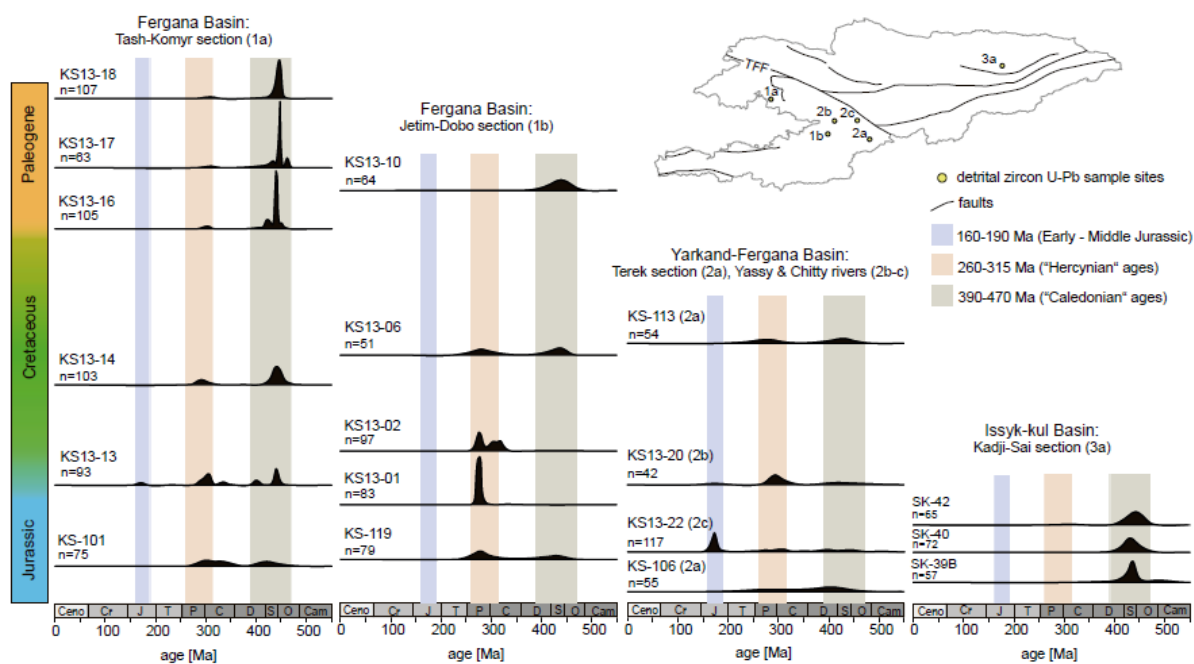 Fergana Basin:
Tash-Komyr section (1a)
KS13-18
n=107
KS13-17
n=63
KS13-16
n=105
KS13-14
n=103
KS13-13
n=93
KS-101
n=75
Paleogene
Cretaceous
Jurassic
Ceno Cr J T P C D S O Cam
0 100 300 500
age [Ma]
Fergana Basin:
Jetim-Dobo section (1b)
KS13-10
n=64
KS13-06
n=51
KS13-02
n=97
KS13-01
n=83
KS-119
n=79
Ceno Cr J T P C D S O Cam
0 100 300 500
age [Ma]
Yarkand-Fergana Basin:
Terek section (2a), Yassy & Chitty rivers (2b-c)
KS-113 (2a)
n=54
KS13-20 (2b)
n=42
KS13-22 (2c)
n=117
KS-106 (2a)
n=55
Ceno Cr J T P C D S O Cam
0 100 300 500
age [Ma]
Issyk-kul Basin:
Kadji-Sai section (3a)
SK-42
n=65
SK-40
n=72
SK-39B
n=57
Ceno Cr J T P C D S O Cam
0 100 300 500
age [Ma]
TFF
3a
1a
2b 2c
1b 2a
detrital zircon U-Pb sample sites
faults
160-190 Ma (Early - Middle Jurassic)
260-315 Ma ("Hercynian" ages)
390-470 Ma ("Caledonian" ages)